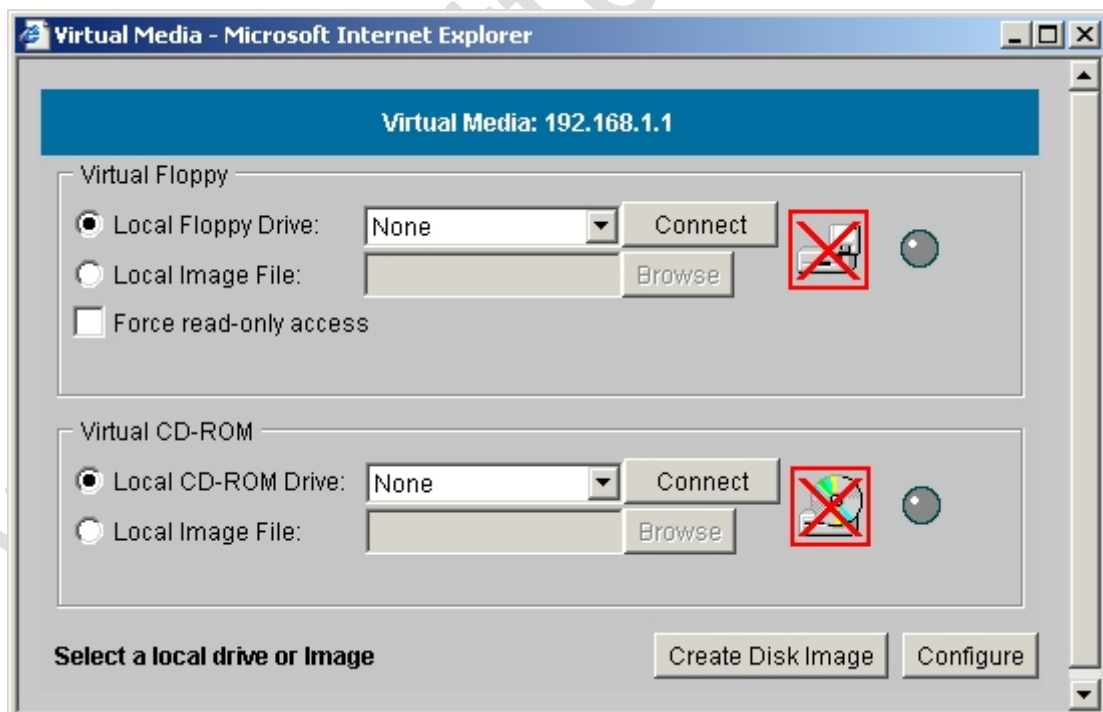 Virtual Media - Microsoft Internet Explorer
Virtual Media: 192.168.1.1
Virtual Floppy
Local Floppy Drive: None Connect
Local Image File: Browse
Force read-only access
Virtual CD-ROM
Local CD-ROM Drive: None Connect
Local Image File: Browse
Select a local drive or Image Create Disk Image Configure